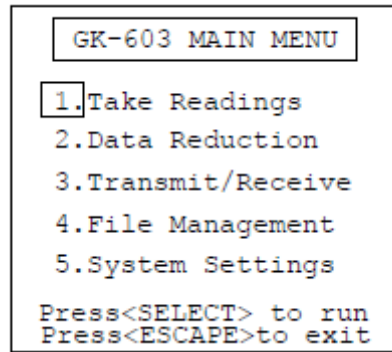 GK-603 MAIN MENU
1.Take Readings
2.Data Reduction
3.Transmit/Receive
4.File Management
5.System Settings
Press<SELECT> to run
Press<ESCAPE>to exit